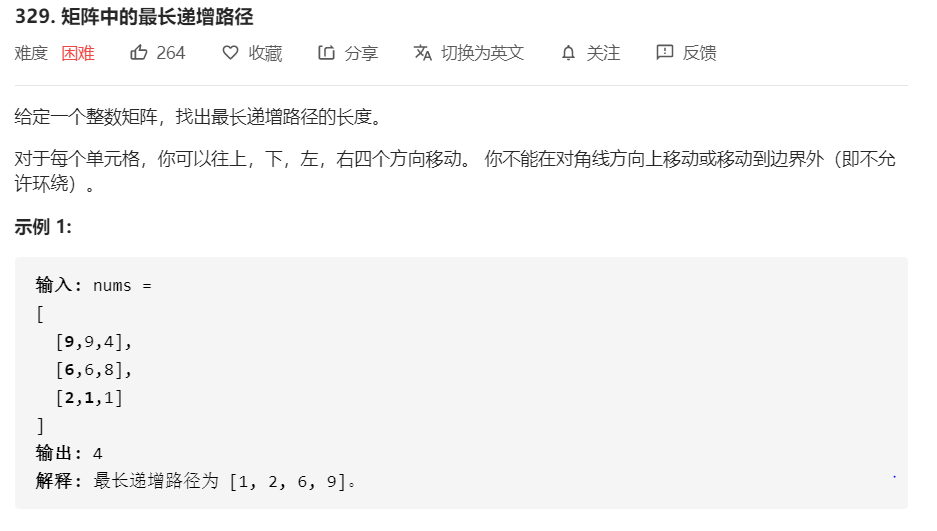 329. 矩阵中的最长递增路径
难度 困难 264 收藏 分享 切换为英文 关注 反馈
给定一个整数矩阵，找出最长递增路径的长度。
对于每个单元格，你可以往上，下，左，右四个方向移动。 你不能在对角线方向上移动或移动到边界外（即不允
许环绕）。
示例 1:
输入: nums =
[
[9,9,4],
[6,6,8],
[2,1,1]
]
输出: 4
解释: 最长递增路径为 [1, 2, 6, 9]。